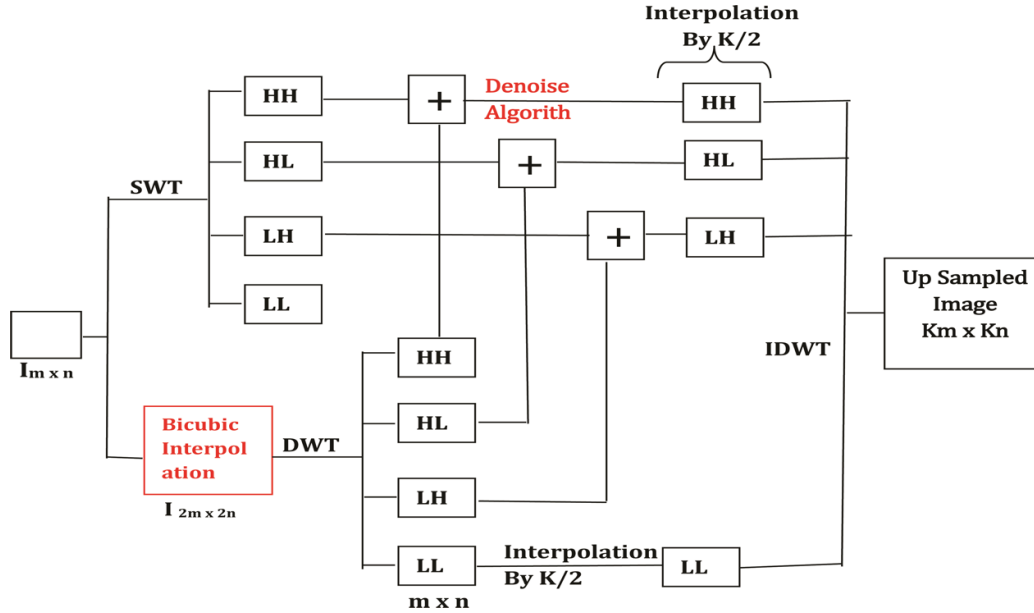 Interpolation
By K/2
HH
+
Denoise
Algorith
HH
HL
+
HL
SWT
LH
+
LH
LL
Up Sampled
Image
Km x Kn
I m x n
HH
IDWT
Bicubic
Interpol
ation
DWT
HL
I 2m x 2n
LH
LL
Interpolation
By K/2
LL
m x n